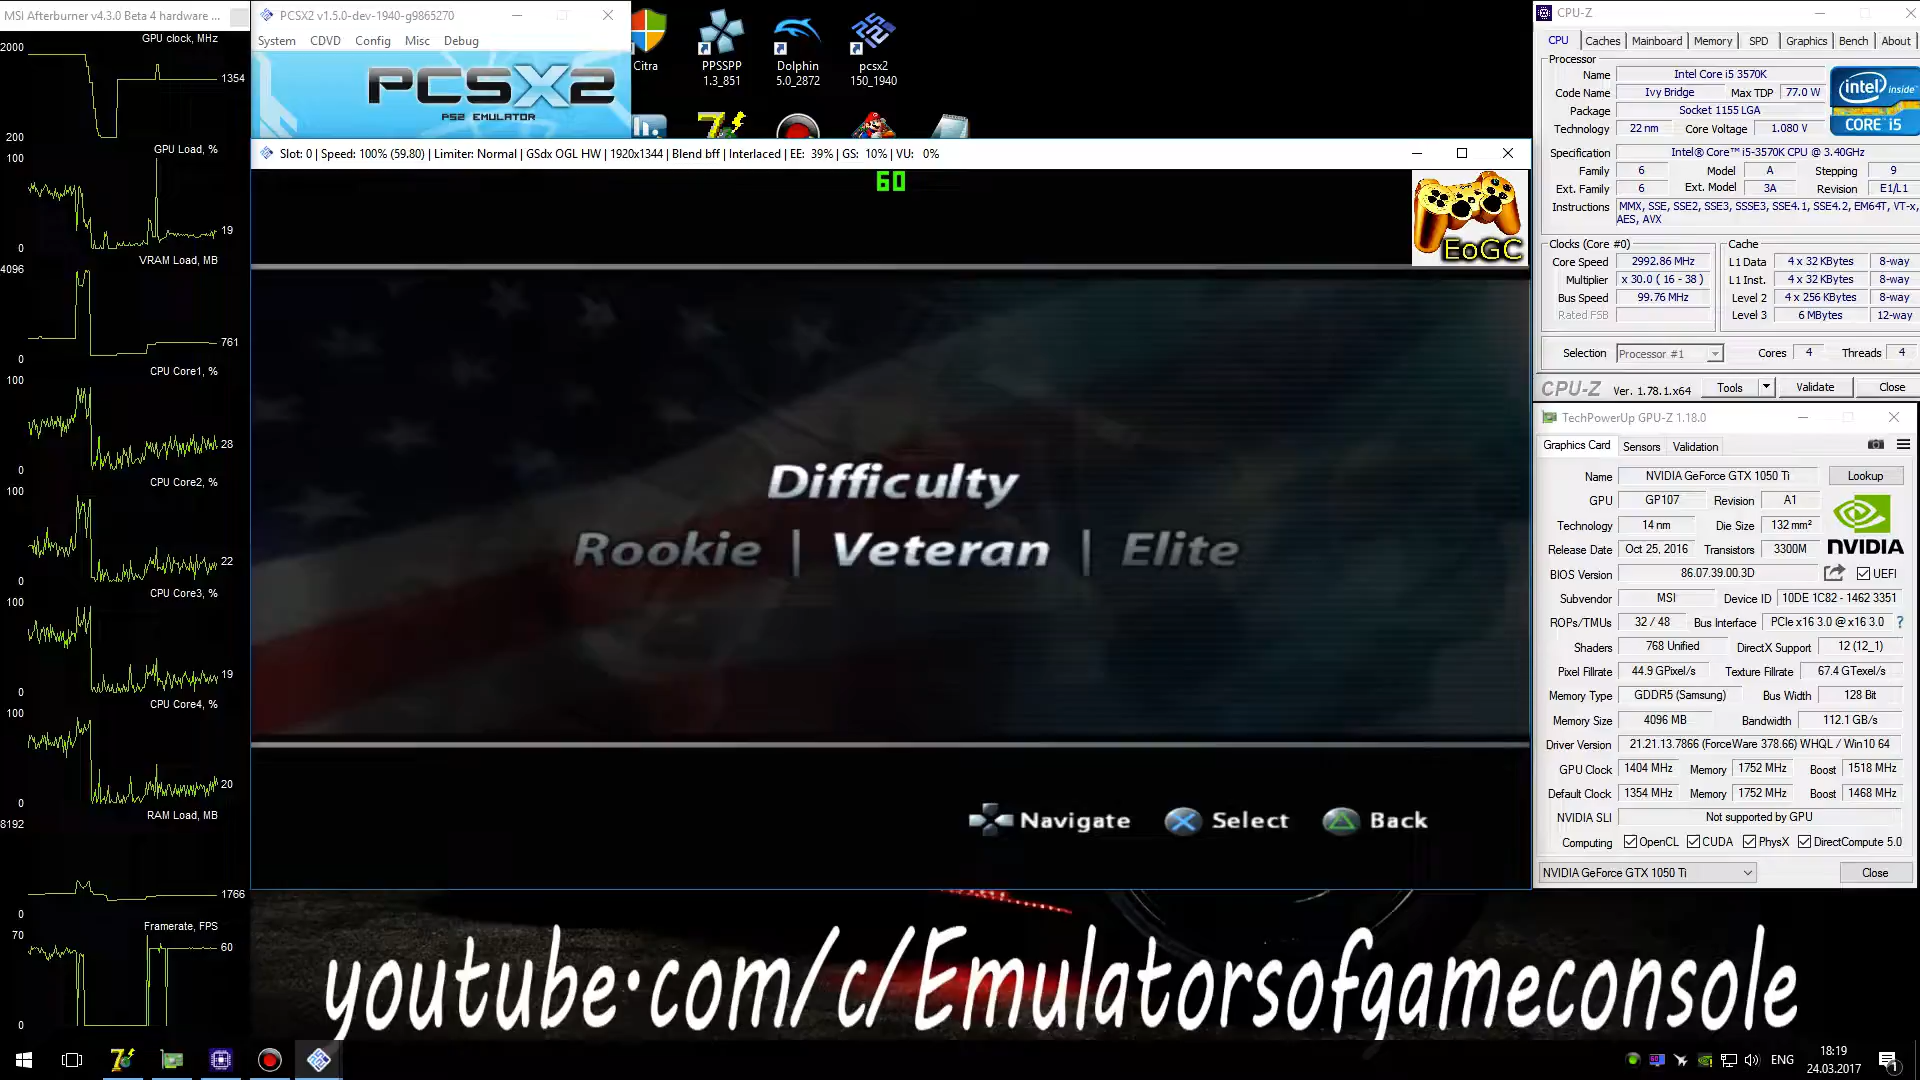 MSI Afterburner v4.3.0 Beta 4 hardware ...
GPU clock, MHz
2000
1354
200
GPU Load, %
100
19
0
VRAM Load, MB
4096
761
0
CPU Core1, %
100
28
0
CPU Core2, %
100
22
0
CPU Core3, %
100
19
0
CPU Core4, %
100
20
0
RAM Load, MB
8192
1766
0
Framerate, FPS
70
60
0
PCSX2 v1.5.0-dev-1940-g9865270
System CDVD Config Misc Debug
PCSX2
PS2 EMULATOR
Citra
PPSSPP
1.3_851
Dolphin
5.0_2872
pcsx2
150_1940
Slot: 0 | Speed: 100% (59.80) | Limiter: Normal | GSdx OGL HW | 1920x1344 | Blend bff | Interlaced | EE: 39% | GS: 10% | VU: 0%
60
EoGC
Difficulty
Rookie | Veteran | Elite
Navigate Select Back
CPU-Z
CPU Caches Mainboard Memory SPD Graphics Bench About
Processor
Name Intel Core i5 3570K
Code Name Ivy Bridge Max TDP 77.0 W
Package Socket 1155 LGA
Technology 22 nm Core Voltage 1.080 V
intel inside
CORE i5
Specification Intel® Core™ i5-3570K CPU @ 3.40GHz
Family 6 Model A Stepping 9
Ext. Family 6 Ext. Model 3A Revision E1/L1
Instructions MMX, SSE, SSE2, SSE3, SSSE3, SSE4.1, SSE4.2, EM64T, VT-x,
AES, AVX
Clocks (Core #0)
Core Speed 2992.86 MHz
Multiplier x 30.0 ( 16 - 38 )
Bus Speed 99.76 MHz
Rated FSB
Cache
L1 Data 4 x 32 KBytes 8-way
L1 Inst. 4 x 32 KBytes 8-way
Level 2 4 x 256 KBytes 8-way
Level 3 6 MBytes 12-way
Selection Processor #1 Cores 4 Threads 4
CPU-Z Ver. 1.78.1.x64 Tools Validate Close
TechPowerUp GPU-Z 1.18.0
Graphics Card Sensors Validation
Name NVIDIA GeForce GTX 1050 Ti Lookup
GPU GP107 Revision A1
Technology 14 nm Die Size 132 mm²
Release Date Oct 25, 2016 Transistors 3300M
NVIDIA
BIOS Version 86.07.39.00.3D UEFI
Subvendor MSI Device ID 10DE 1C82 - 1462 3351
ROPs/TMUs 32 / 48 Bus Interface PCIe x16 3.0 @ x16 3.0 ?
Shaders 768 Unified DirectX Support 12 (12_1)
Pixel Fillrate 44.9 GPixel/s Texture Fillrate 67.4 GTexel/s
Memory Type GDDR5 (Samsung) Bus Width 128 Bit
Memory Size 4096 MB Bandwidth 112.1 GB/s
Driver Version 21.21.13.7866 (ForceWare 378.66) WHQL / Win10 64
GPU Clock 1404 MHz Memory 1752 MHz Boost 1518 MHz
Default Clock 1354 MHz Memory 1752 MHz Boost 1468 MHz
NVIDIA SLI Not supported by GPU
Computing OpenCL CUDA PhysX DirectCompute 5.0
NVIDIA GeForce GTX 1050 Ti Close
youtube.com/c/Emulatorsofgameconsole
ENG
18:19
24.03.2017
1